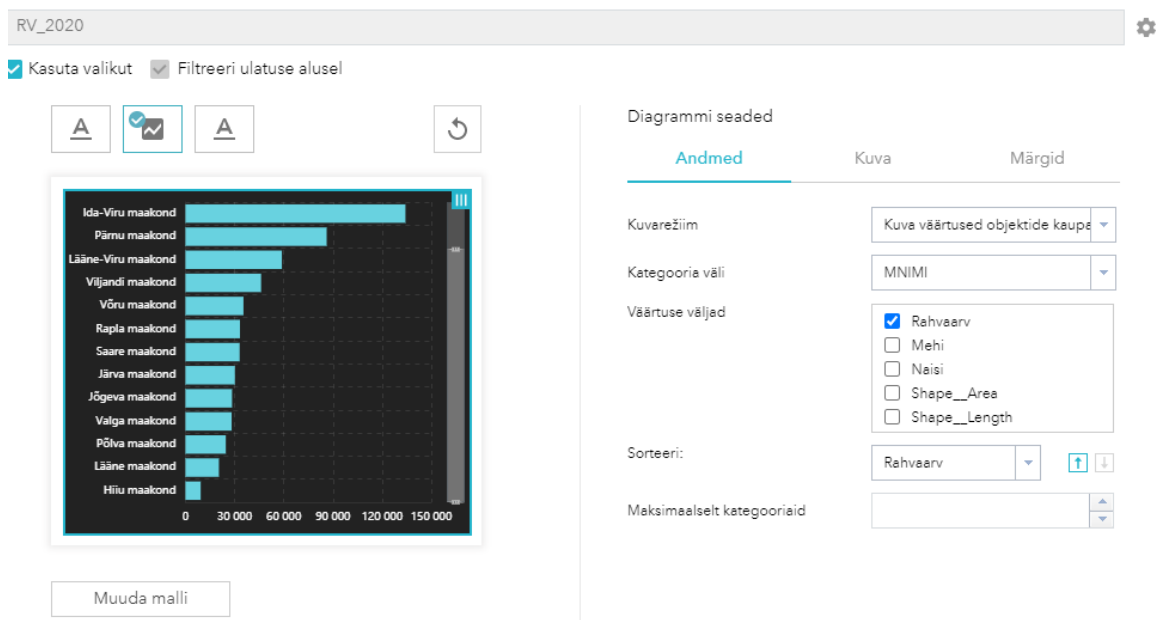 RV_2020
Kasuta valikut Filtreeri ulatuse alusel
A A
Ida-Viru maakond
Pärnu maakond
Lääne-Viru maakond
Viljandi maakond
Võru maakond
Rapla maakond
Saare maakond
Järva maakond
Jõgeva maakond
Valga maakond
Põlva maakond
Lääne maakond
Hiiu maakond
0 30 000 60 000 90 000 120 000 150 000
Muuda malli
Diagrammi seaded
Andmed Kuva Märgid
Kuvarežiim Kuva väärtused objektide kaupa
Kategooria väli MNIMI
Väärtuse väljad
Rahvaarv
Mehi
Naisi
Shape__Area
Shape__Length
Sorteeri: Rahvaarv
Maksimaalselt kategooriaid